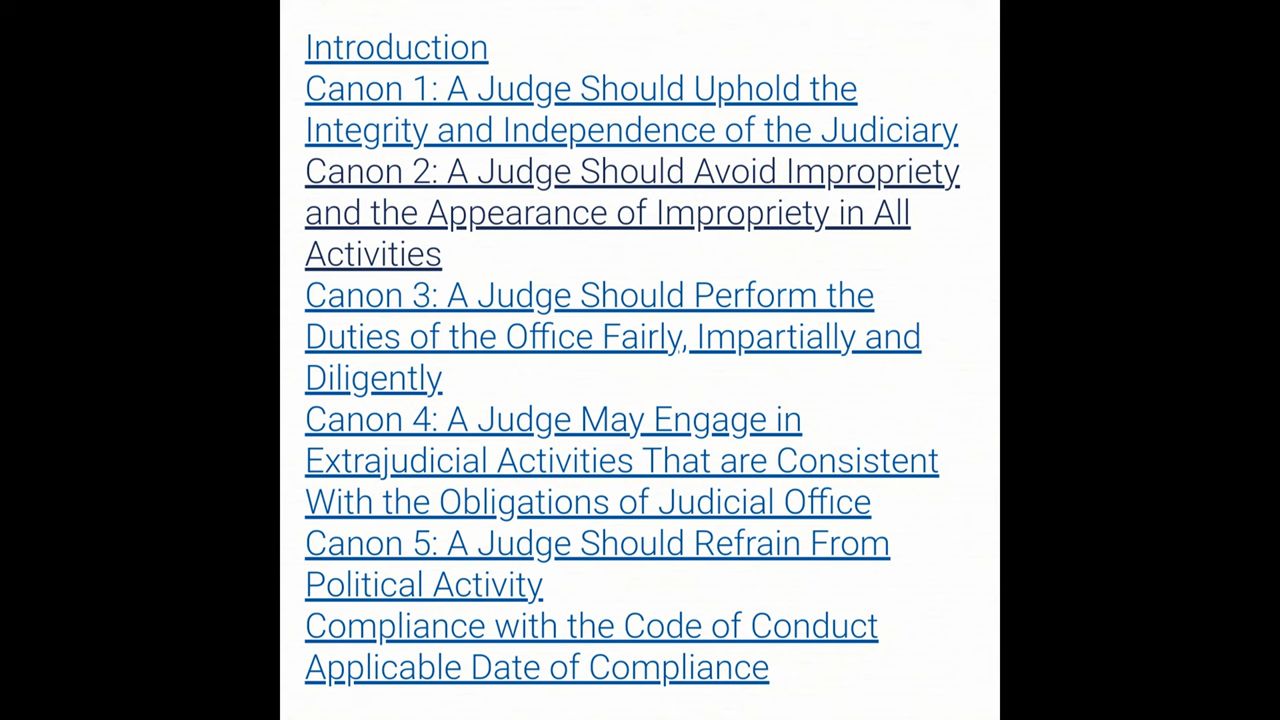 Introduction
Canon 1: A Judge Should Uphold the
Integrity and Independence of the Judiciary
Canon 2: A Judge Should Avoid Impropriety
and the Appearance of Impropriety in All
Activities
Canon 3: A Judge Should Perform the
Duties of the Office Fairly, Impartially and
Diligently
Canon 4: A Judge May Engage in
Extrajudicial Activities That are Consistent
With the Obligations of Judicial Office
Canon 5: A Judge Should Refrain From
Political Activity
Compliance with the Code of Conduct
Applicable Date of Compliance